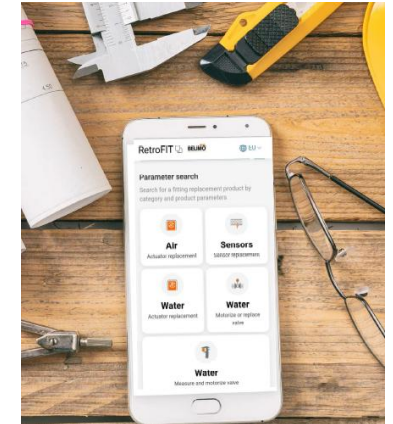 RetroFIT BELIMO EU
Parameter search
Search for a fitting replacement product by
category and product parameters
Air
Actuator replacement
Sensors
Sensor replacement
Water
Actuator replacement
Water
Motorize or replace
valve
Water
Measure and motorise valve